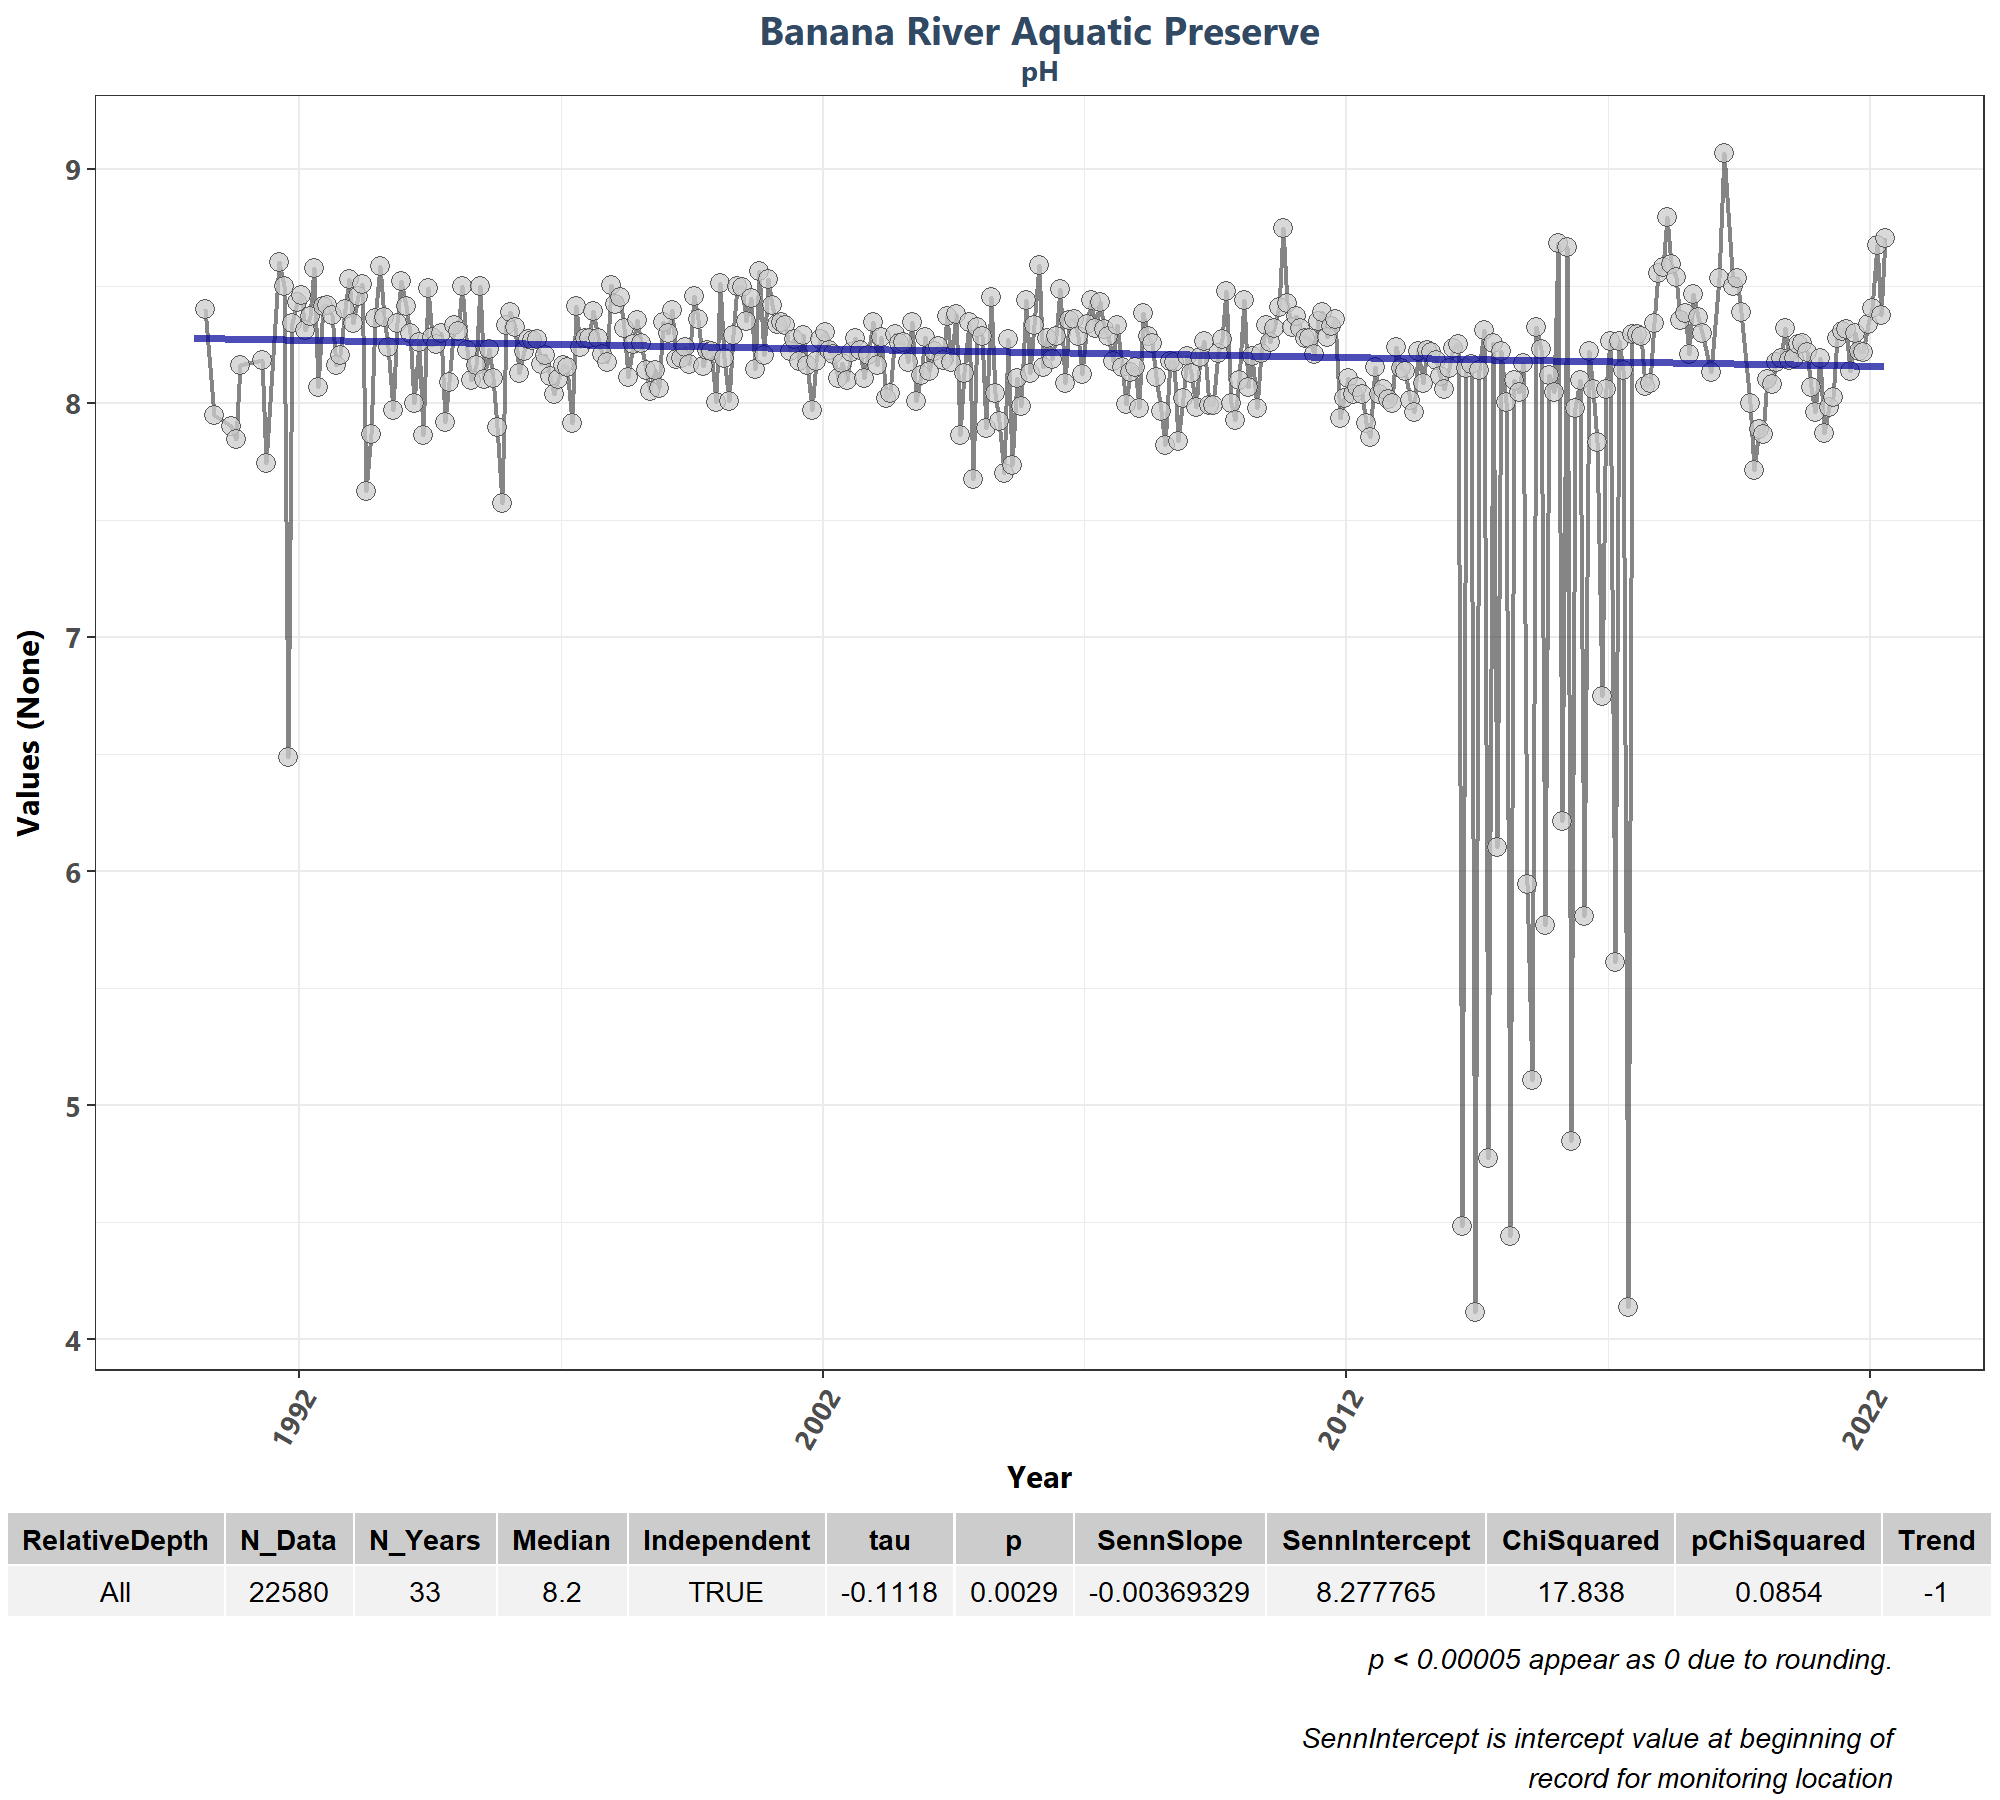 Banana River Aquatic Preserve
pH
9
8
7
6
5
4
Values (None)
1992
2002
2012
2022
Year
RelativeDepth N_Data N_Years Median Independent tau p SennSlope SennIntercept ChiSquared pChiSquared Trend
All 22580 33 8.2 TRUE -0.1118 0.0029 -0.00369329 8.277765 17.838 0.0854 -1
p < 0.00005 appear as 0 due to rounding.
SennIntercept is intercept value at beginning of
record for monitoring location